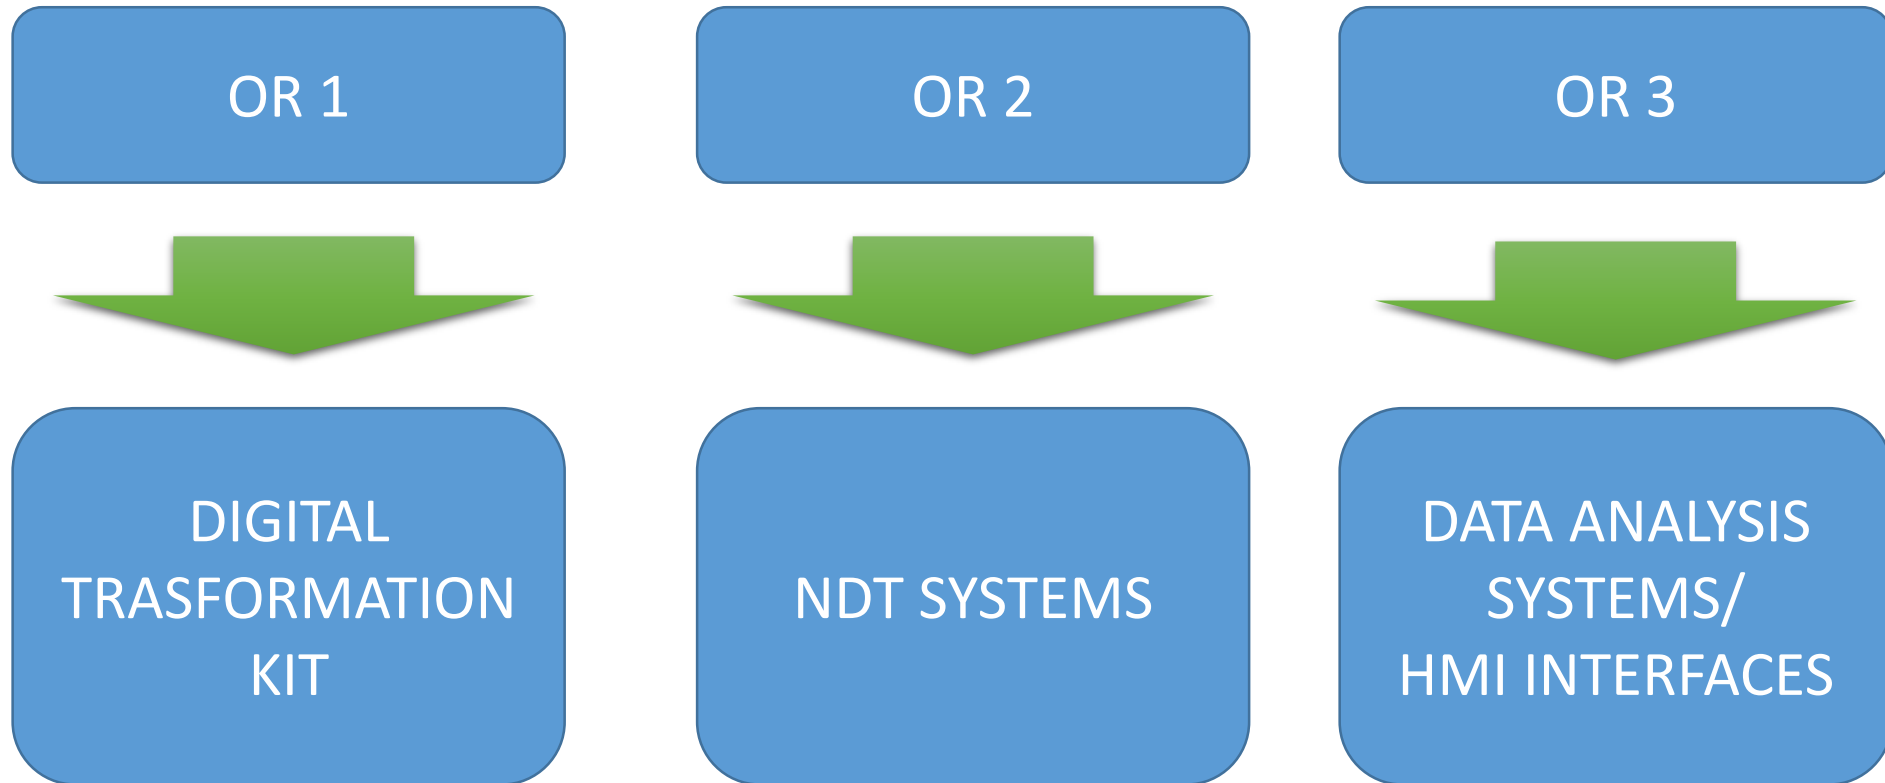 OR 1
OR 2
OR 3
DIGITAL
TRASFORMATION
KIT
NDT SYSTEMS
DATA ANALYSIS
SYSTEMS/
HMI INTERFACES